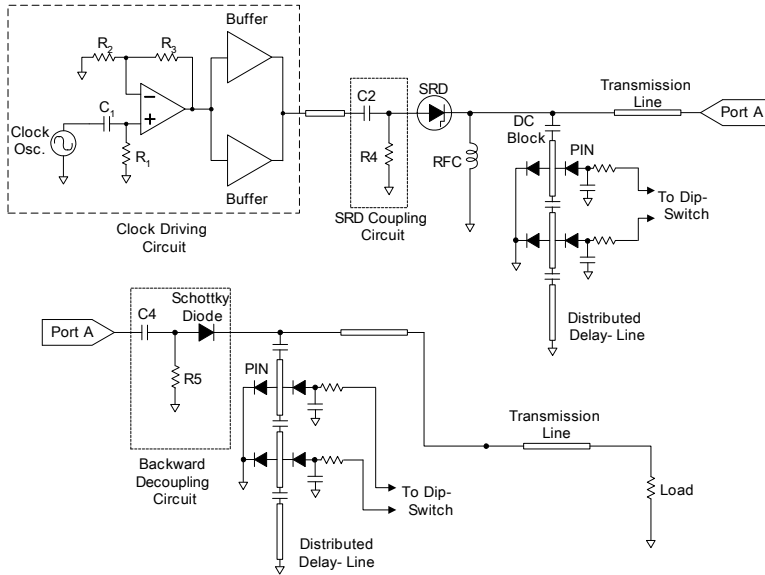 Buffer
R2
R3
C1
Clock
Osc.
R1
Buffer
Clock Driving
Circuit
C2
R4
SRD Coupling
Circuit
SRD
RFC
DC
Block
PIN
Transmission
Line
Port A
To Dip-
Switch
Distributed
Delay- Line
Port A
C4
Schottky
Diode
R5
Backward
Decoupling
Circuit
PIN
To Dip-
Switch
Distributed
Delay- Line
Transmission
Line
Load